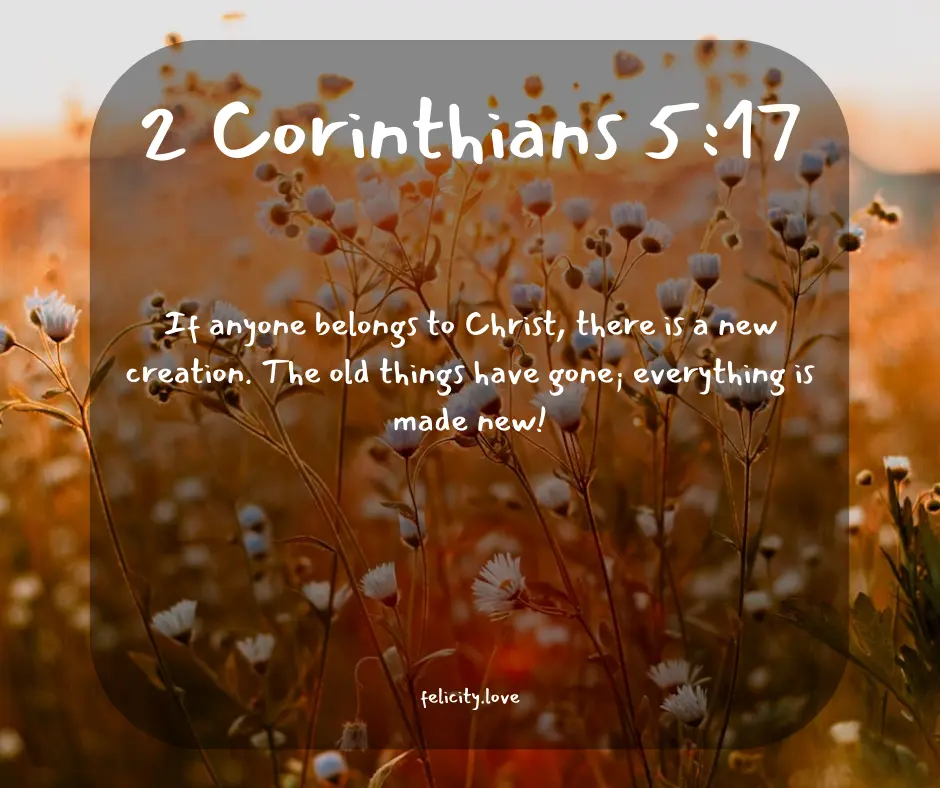 2 Corinthians 5:17
If anyone belongs to Christ, there is a new
creation. The old things have gone; everything is
made new!
felicity.love